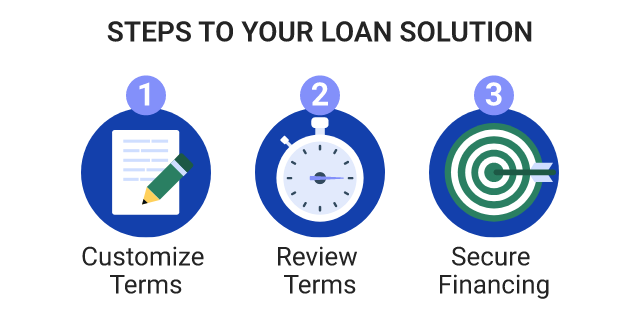 STEPS TO YOUR LOAN SOLUTION
1
2
3
Customize
Terms
Review
Terms
Secure
Financing